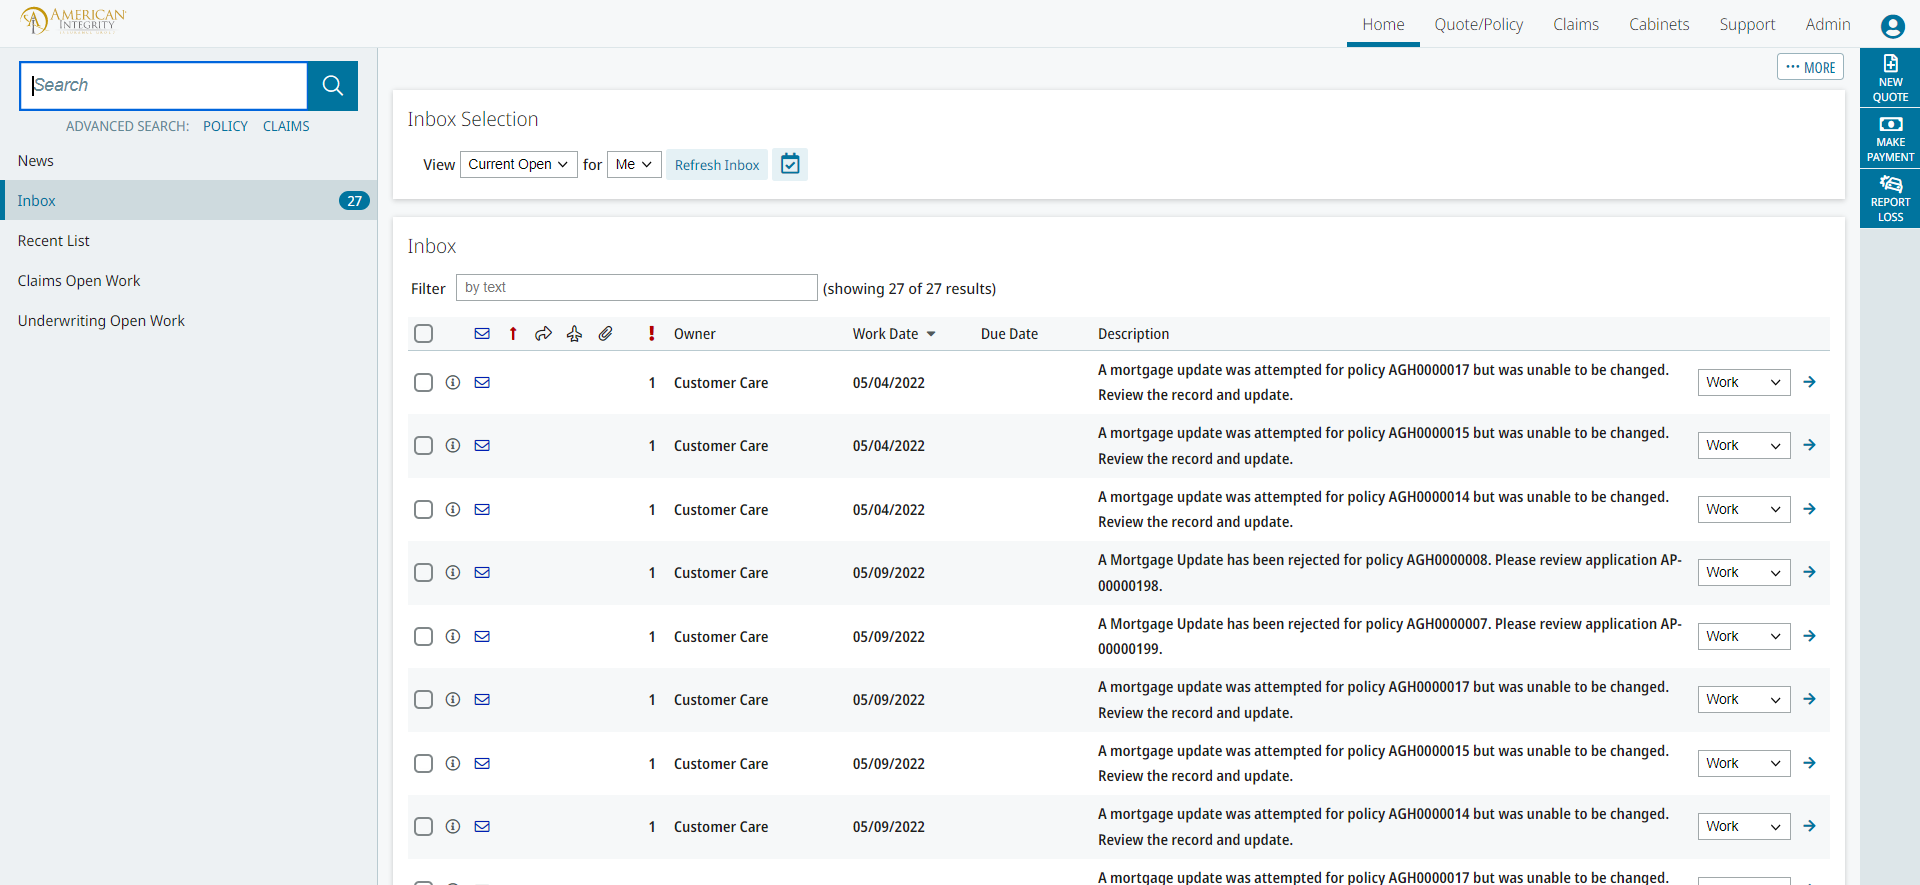 AMERICAN
INTEGRITY
Home
Quote/Policy
Claims
Cabinets
Support
Admin
Search
ADVANCED SEARCH: POLICY CLAIMS
News
Inbox 27
Recent List
Claims Open Work
Underwriting Open Work
··· MORE
NEW
QUOTE
MAKE
PAYMENT
REPORT
LOSS
Inbox Selection
View Current Open for Me Refresh Inbox
Inbox
Filter by text (showing 27 of 27 results)
Owner Work Date Due Date Description
1 Customer Care 05/04/2022 A mortgage update was attempted for policy AGH0000017 but was unable to be changed.
Review the record and update.
Work
1 Customer Care 05/04/2022 A mortgage update was attempted for policy AGH0000015 but was unable to be changed.
Review the record and update.
Work
1 Customer Care 05/04/2022 A mortgage update was attempted for policy AGH0000014 but was unable to be changed.
Review the record and update.
Work
1 Customer Care 05/09/2022 A Mortgage Update has been rejected for policy AGH0000008. Please review application AP-
00000198.
Work
1 Customer Care 05/09/2022 A Mortgage Update has been rejected for policy AGH0000007. Please review application AP-
00000199.
Work
1 Customer Care 05/09/2022 A mortgage update was attempted for policy AGH0000017 but was unable to be changed.
Review the record and update.
Work
1 Customer Care 05/09/2022 A mortgage update was attempted for policy AGH0000015 but was unable to be changed.
Review the record and update.
Work
1 Customer Care 05/09/2022 A mortgage update was attempted for policy AGH0000014 but was unable to be changed.
Review the record and update.
Work
A mortgage update was attempted for policy AGH0000017 but was unable to be changed.